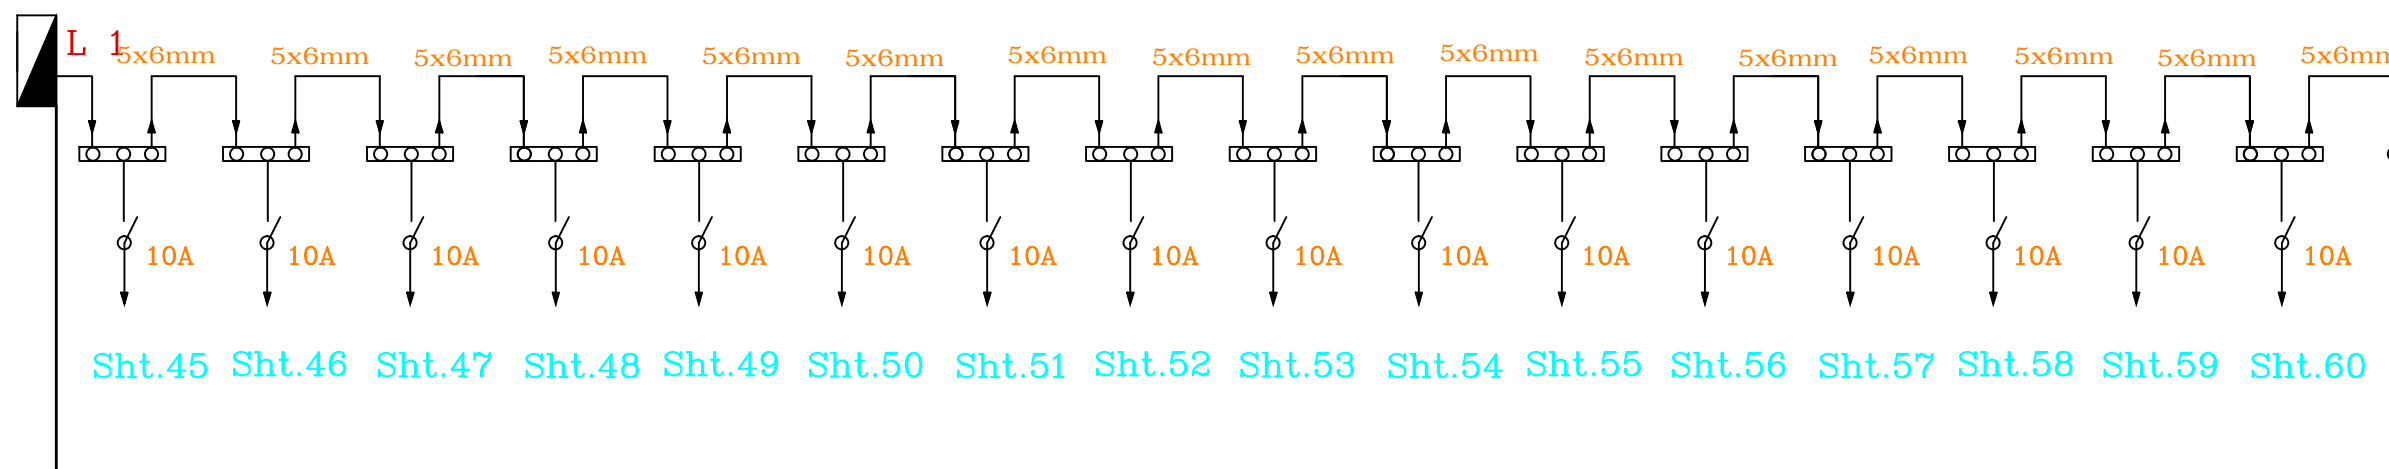 L 1
5x6mm 5x6mm 5x6mm 5x6mm 5x6mm 5x6mm 5x6mm 5x6mm 5x6mm 5x6mm 5x6mm 5x6mm 5x6mm 5x6mm 5x6mm 5x6mm
10A 10A 10A 10A 10A 10A 10A 10A 10A 10A 10A 10A 10A 10A 10A 10A
Sht.45 Sht.46 Sht.47 Sht.48 Sht.49 Sht.50 Sht.51 Sht.52 Sht.53 Sht.54 Sht.55 Sht.56 Sht.57 Sht.58 Sht.59 Sht.60